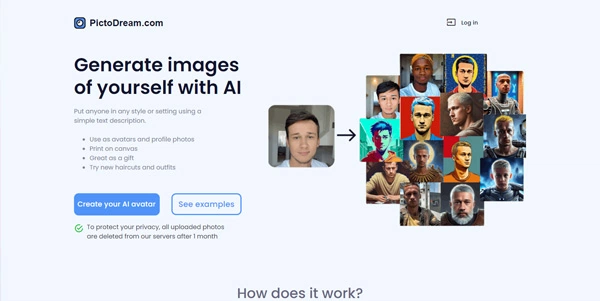 PictoDream.com
Log in
Generate images
of yourself with AI
Put anyone in any style or setting using a
simple text description.
Use as avatars and profile photos
Print on canvas
Great as a gift
Try new haircuts and outfits
Create your AI avatar
See examples
To protect your privacy, all uploaded photos
are deleted from our servers after 1 month
How does it work?